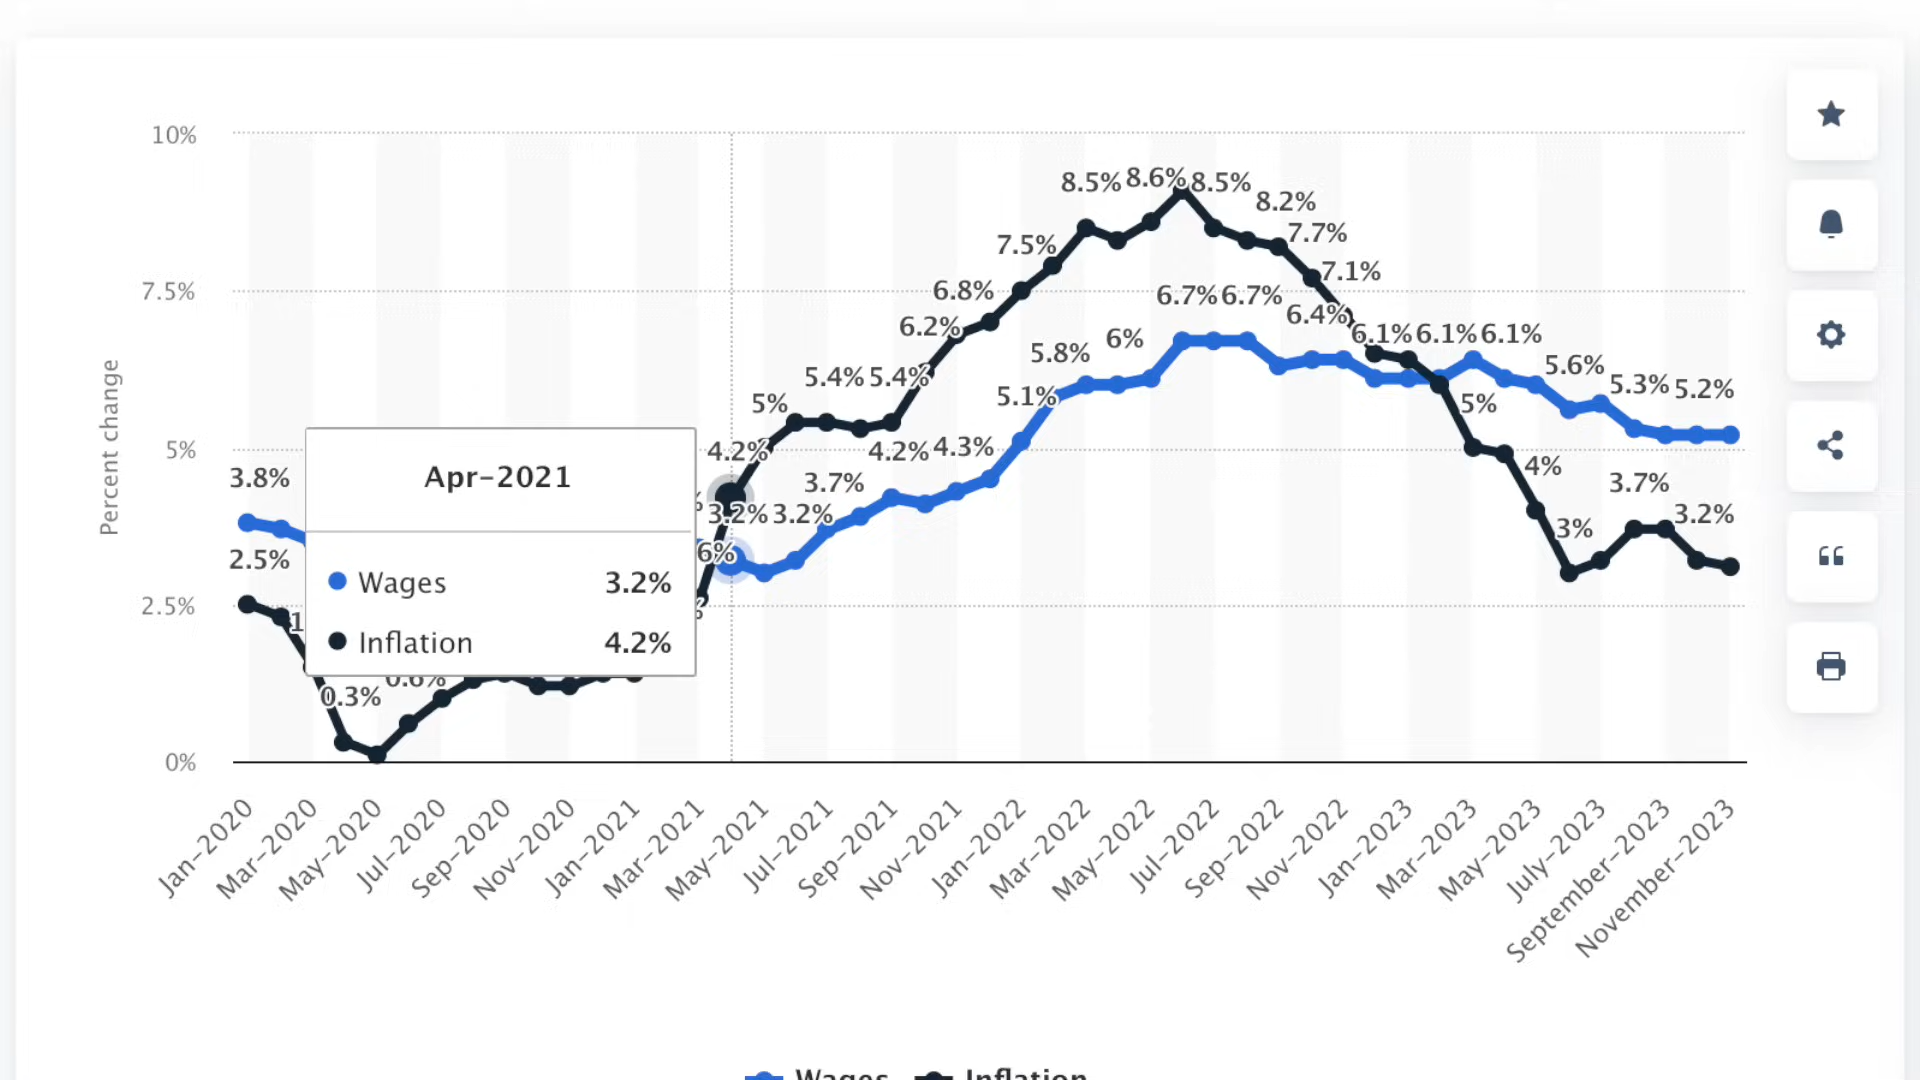 10%
7.5%
5%
2.5%
0%
Percent change
8.5% 8.6% 8.5%
8.2%
7.7%
7.5%
7.1%
6.8%
6.7% 6.7%
6.4%
6.2%
6.1% 6.1% 6.1%
6%
5.8%
5.6%
5.4% 5.4%
5.3% 5.2%
5.1%
5%
5%
4.2%
4.2% 4.3%
4%
3.8%
3.7%
3.7%
3.2% 3.2%
3.2%
3%
2.5%
0.3%
0.6%
Apr-2021
Wages 3.2%
Inflation 4.2%
Jan-2020
Mar-2020
May-2020
Jul-2020
Sep-2020
Nov-2020
Jan-2021
Mar-2021
May-2021
Jul-2021
Sep-2021
Nov-2021
Jan-2022
Mar-2022
May-2022
Jul-2022
Sep-2022
Nov-2022
Jan-2023
Mar-2023
May-2023
July-2023
September-2023
November-2023
Wages Inflation